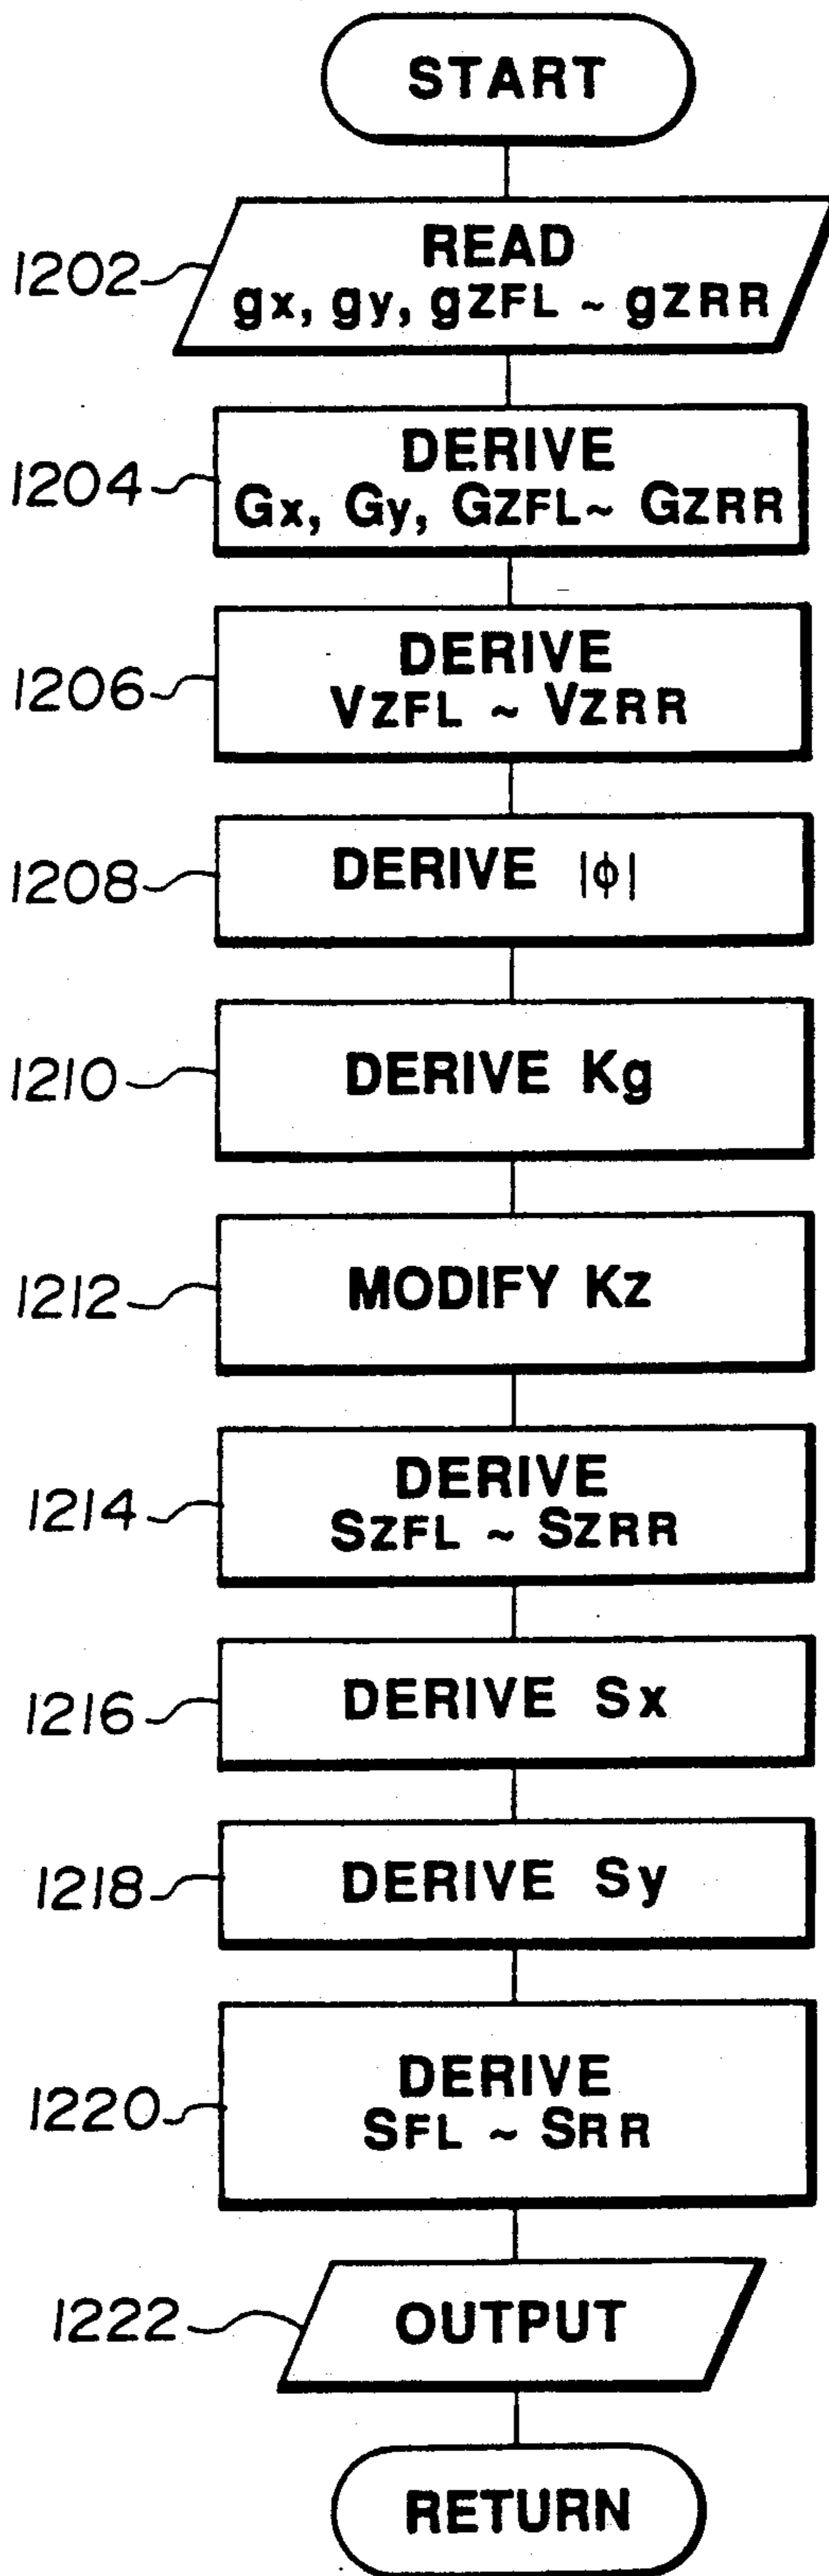 START
1202
READ
gx, gy, gZFL ~ gZRR
1204
DERIVE
Gx, Gy, GZFL ~ GZRR
1206
DERIVE
VZFL ~ VZRR
1208
DERIVE |ϕ|
1210
DERIVE Kg
1212
MODIFY Kz
1214
DERIVE
SZFL ~ SZRR
1216
DERIVE Sx
1218
DERIVE Sy
1220
DERIVE
SFL ~ SRR
1222
OUTPUT
RETURN